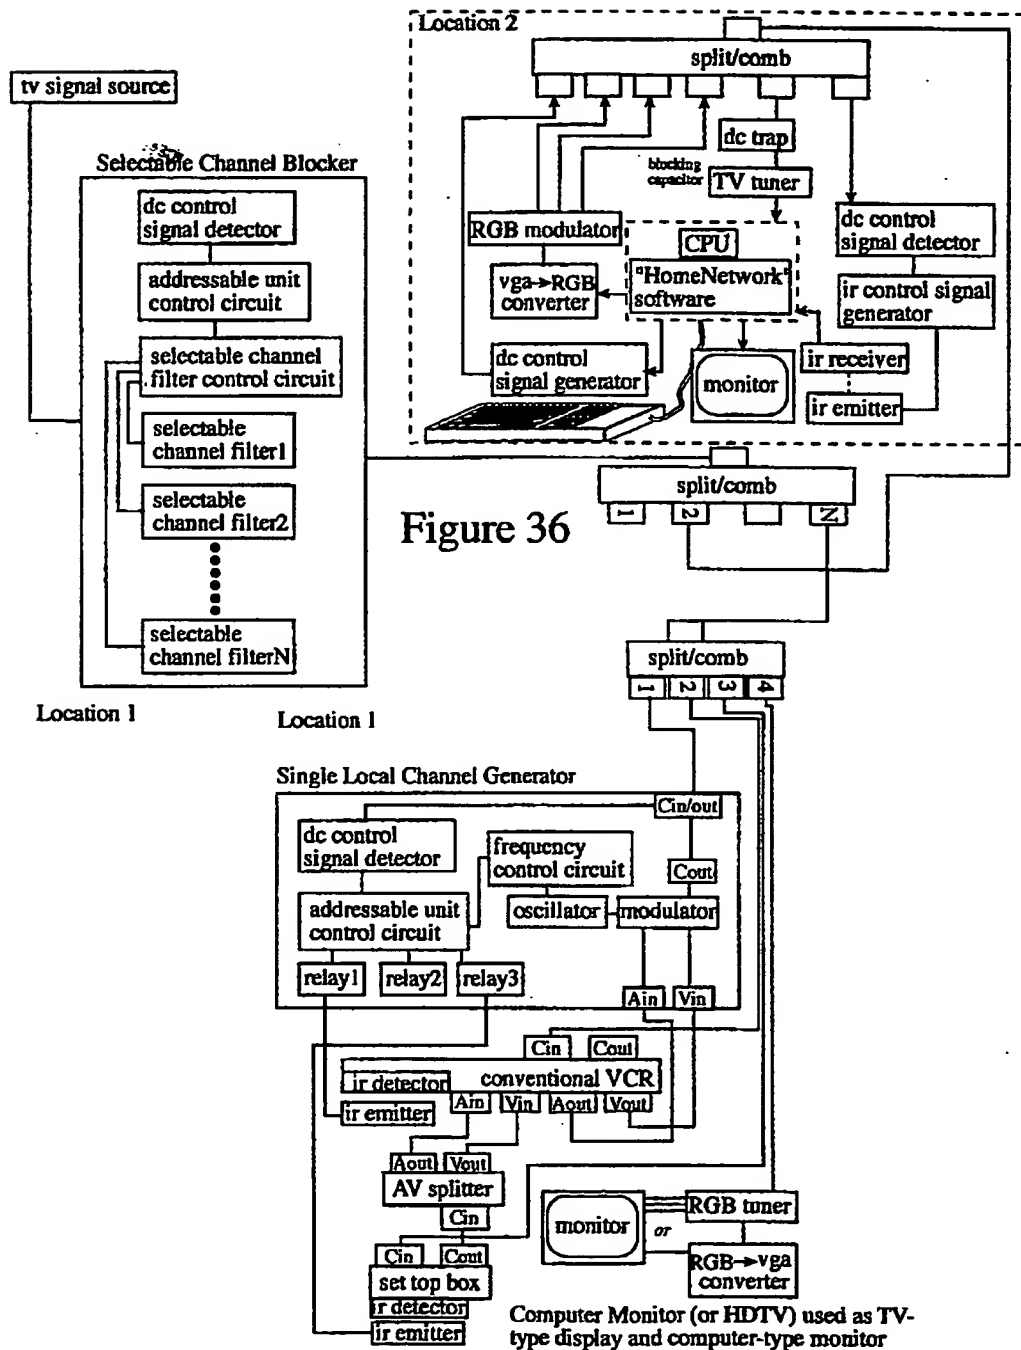 Location 2
split/comb
tv signal source
dc trap
blocking
capacitor
TV tuner
Selectable Channel Blocker
dc control
signal detector
addressable unit
control circuit
selectable channel
filter control circuit
selectable
channel filter1
selectable
channel filter2
selectable
channel filterN
Location 1
RGB modulator
CPU
"HomeNetwork"
software
vga→RGB
converter
dc control
signal detector
ir control signal
generator
dc control
signal generator
monitor
ir receiver
ir emitter
split/comb
1 2 N
Figure 36
split/comb
1 2 3 4
Location 1
Single Local Channel Generator
Cin/out
dc control
signal detector
frequency
control circuit
Cout
addressable unit
control circuit
oscillator
modulator
relay1 relay2 relay3
Ain Vin
Cin Cout
conventional VCR
ir detector
Ain Vin Aout Vout
ir emitter
Aout Vout
AV splitter
Cin
Cin Cout
set top box
ir detector
ir emitter
monitor
or
RGB tuner
RGB→vga
converter
Computer Monitor (or HDTV) used as TV-
type display and computer-type monitor